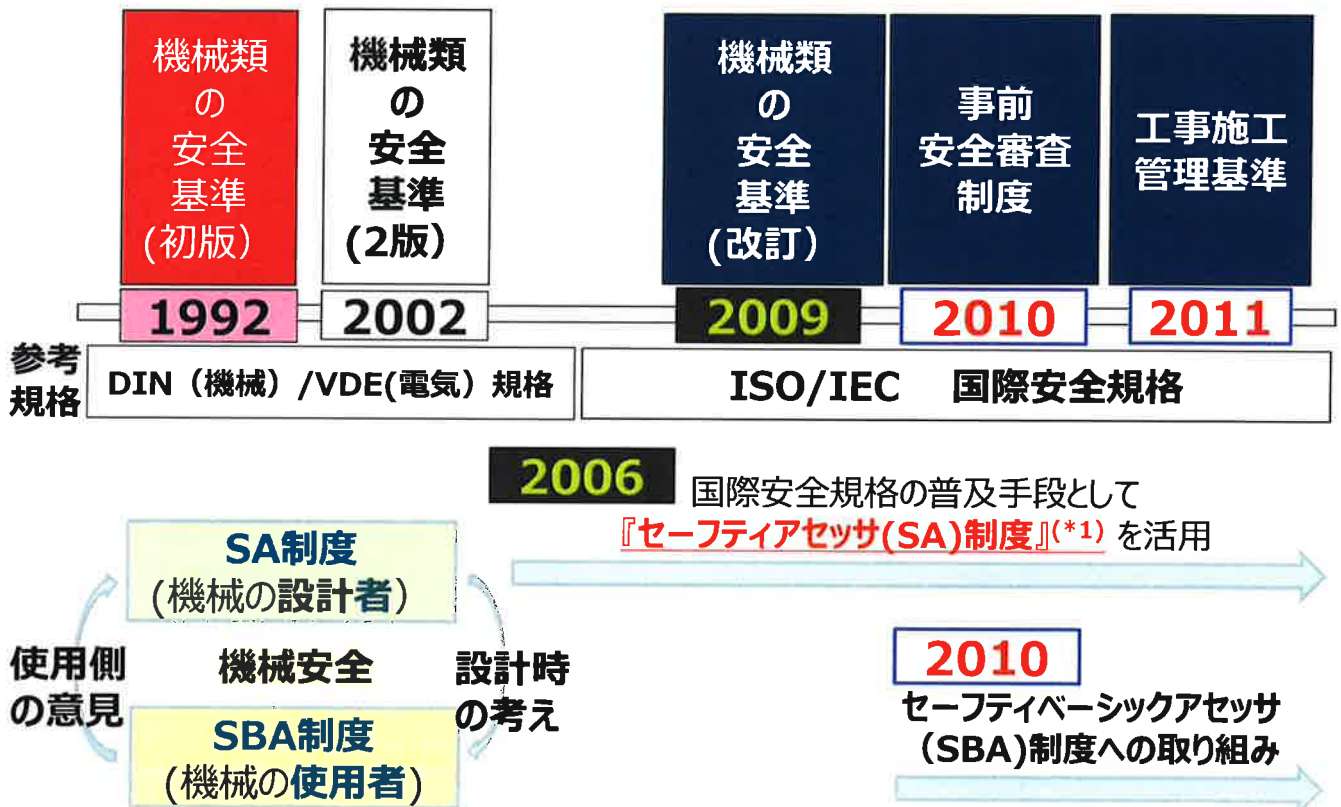 機械類
の
安全
基準
(初版）
機械類
の
安全
基準
(2版）
機械類
の
安全
基準
(改訂）
事前
安全審査
制度
工事施工
管理基準
1992
2002
2009
2010
2011
参考
規格
DIN（機械）/VDE(電気）規格
ISO/IEC 国際安全規格
2006
国際安全規格の普及手段として
『セーフティアセッサ(SA)制度』(*1) を活用
SA制度
(機械の設計者）
使用側
の意見
機械安全
設計時
の考え
SBA制度
(機械の使用者）
2010
セーフティベーシックアセッサ
（SBA)制度への取り組み